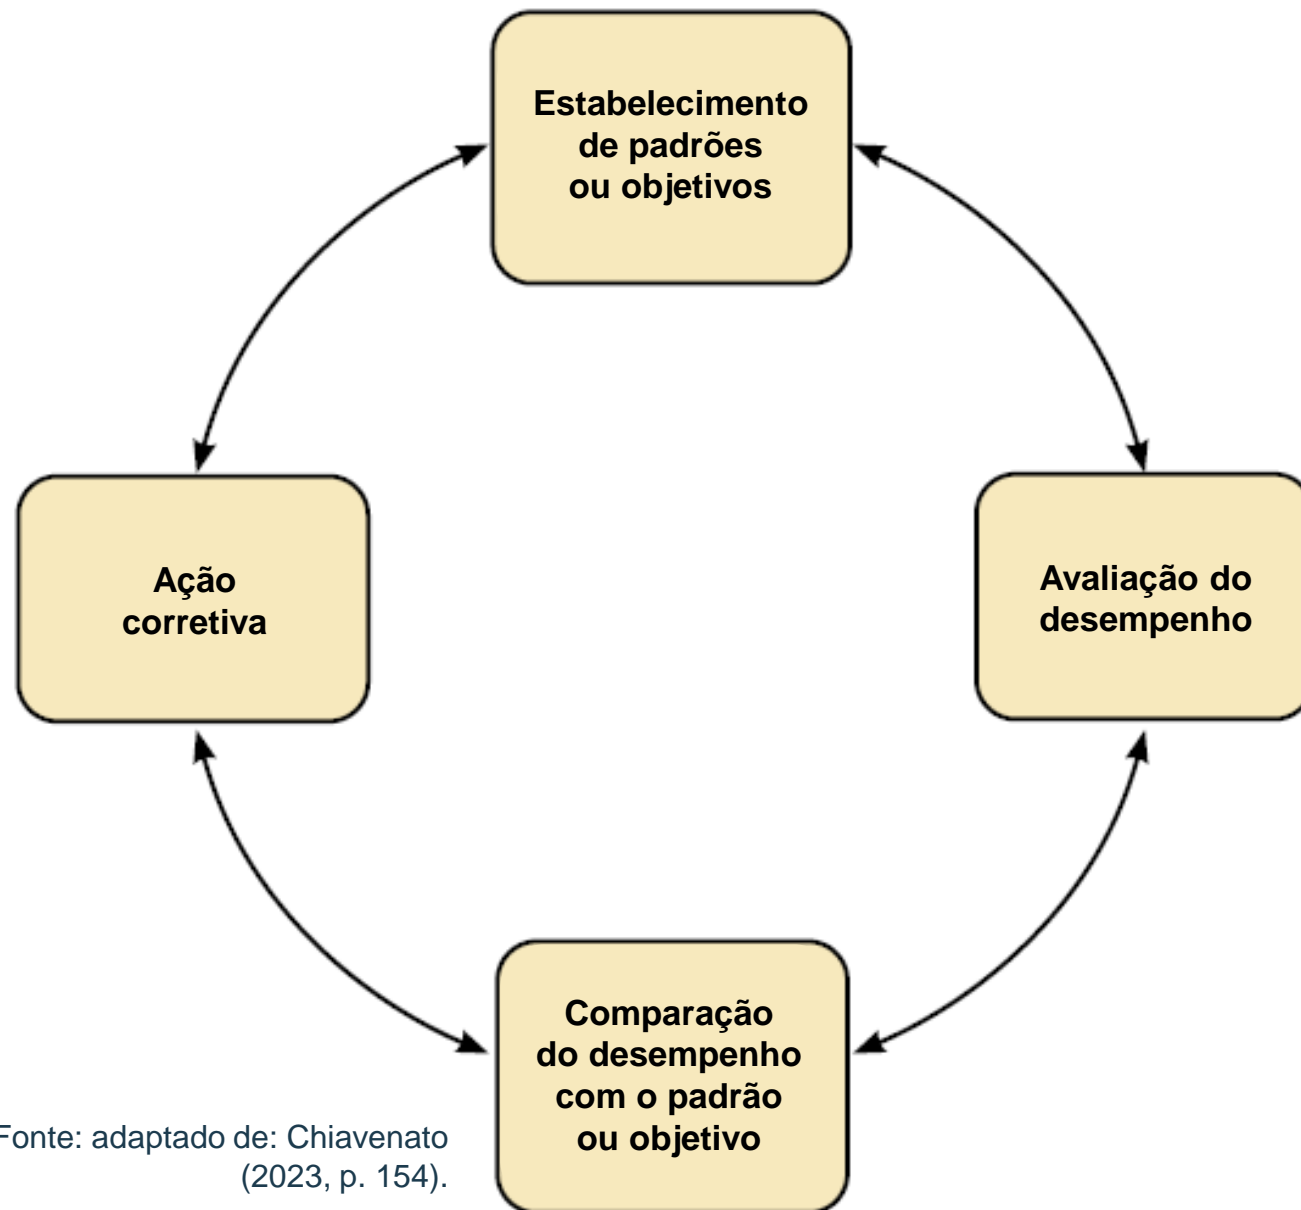 Estabelecimento
de padrões
ou objetivos
Ação
corretiva
Avaliação do
desempenho
Comparação
do desempenho
com o padrão
ou objetivo
Fonte: adaptado de: Chiavenato
(2023, p. 154).